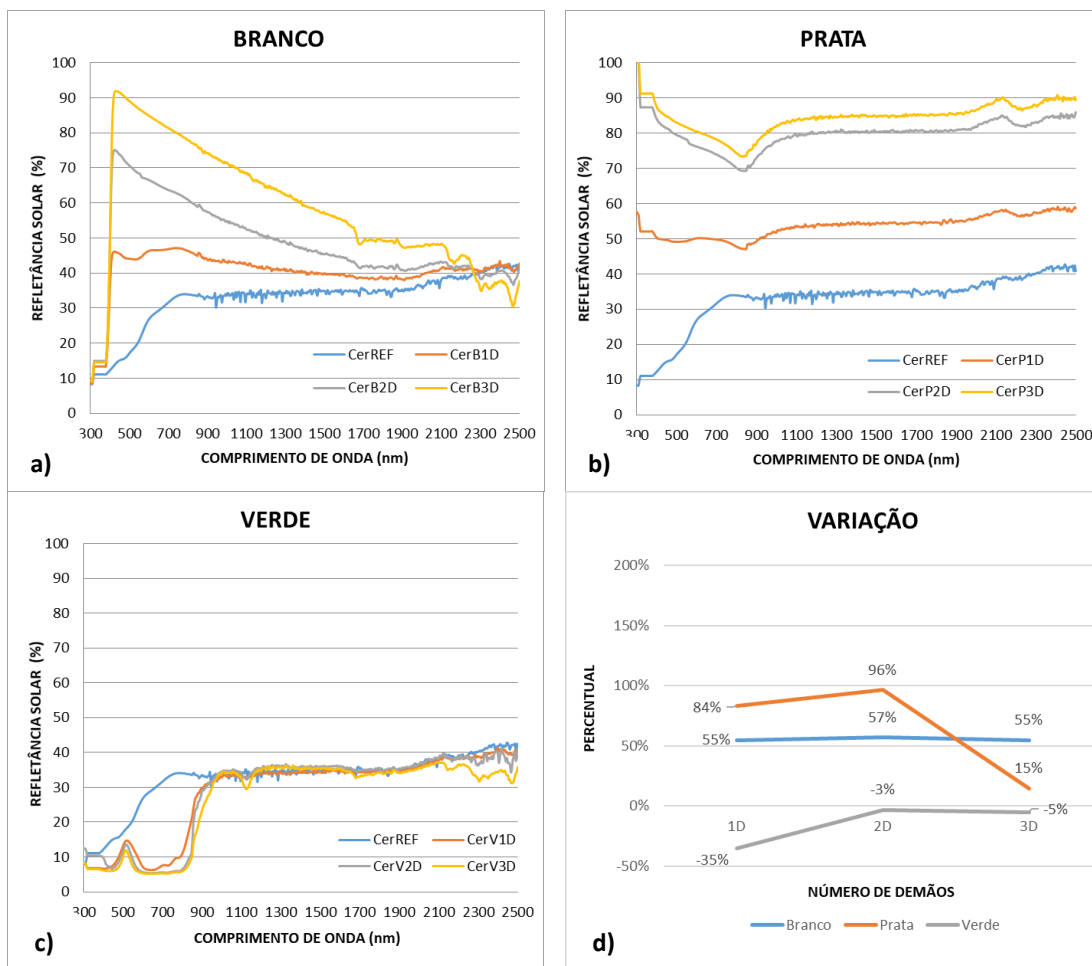 BRANCO
REFLETÂNCIA SOLAR (%)
100
90
80
70
60
50
40
30
20
10
0
CerREF
CerB1D
CerB2D
CerB3D
300 500 700 900 1100 1300 1500 1700 1900 2100 2300 2500
COMPRIMENTO DE ONDA (nm)
a)
PRATA
REFLETÂNCIA SOLAR (%)
100
90
80
70
60
50
40
30
20
10
0
CerREF
CerP1D
CerP2D
CerP3D
300 500 700 900 1100 1300 1500 1700 1900 2100 2300 2500
COMPRIMENTO DE ONDA (nm)
b)
VERDE
REFLETÂNCIA SOLAR (%)
100
90
80
70
60
50
40
30
20
10
0
CerREF
CerV1D
CerV2D
CerV3D
300 500 700 900 1100 1300 1500 1700 1900 2100 2300 2500
COMPRIMENTO DE ONDA (nm)
c)
VARIAÇÃO
PERCENTUAL
200%
150%
100%
50%
0%
-50%
84%
96%
15%
55%
57%
55%
-35%
-3%
-5%
1D 2D 3D
NÚMERO DE DEMÃOS
Branco
Prata
Verde
d)